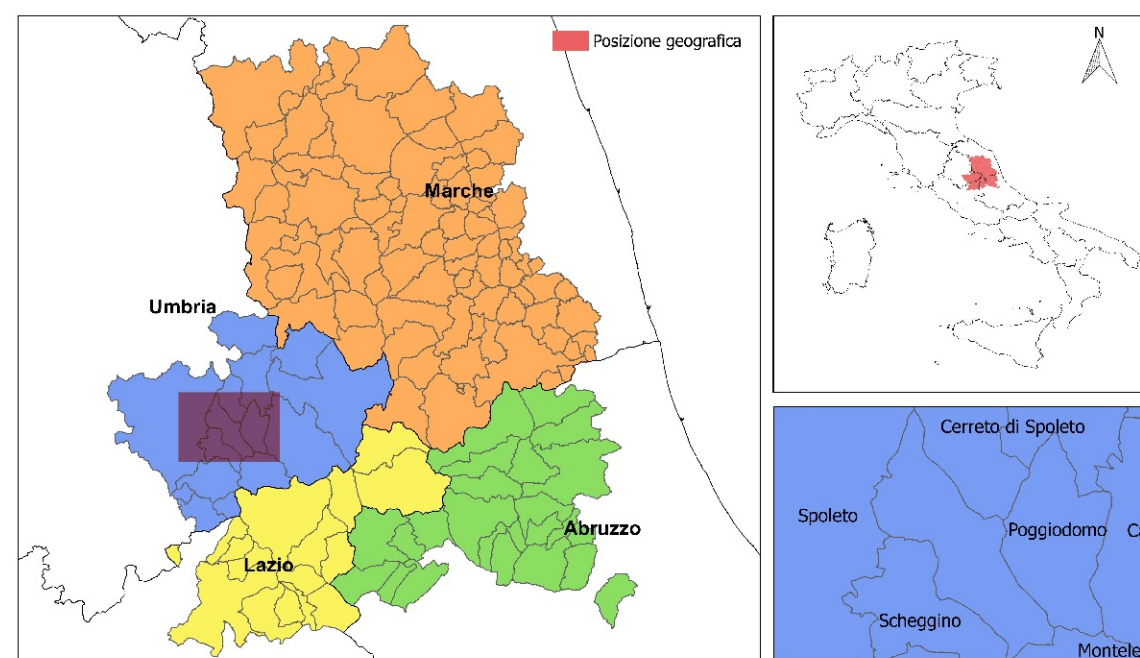 Posizione geografica
N
Marche
Umbria
Abruzzo
Lazio
Cerreto di Spoleto
Spoleto
Poggiodomo
Scheggino